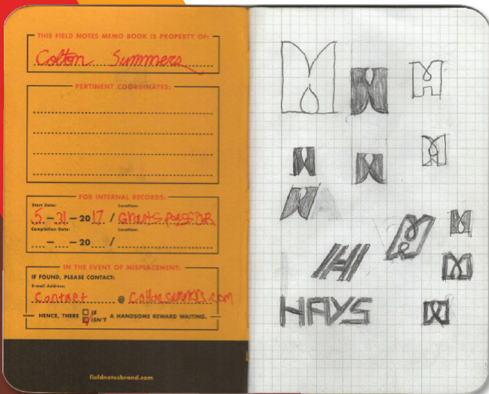 THIS FIELD NOTES MEMO BOOK IS PROPERTY OF:
Colton Summers
PERTINENT COORDINATES:
FOR INTERNAL RECORDS:
Start Date: Location:
5-31-2017 /
Completion Date: Location:
20 /
IN THE EVENT OF MISPLACEMENT:
IF FOUND, PLEASE CONTACT:
E-mail Address:
Contact @
HENCE, THERE IS ISN'T A HANDSOME REWARD WAITING.
fieldnotesbrand.com
HAYS